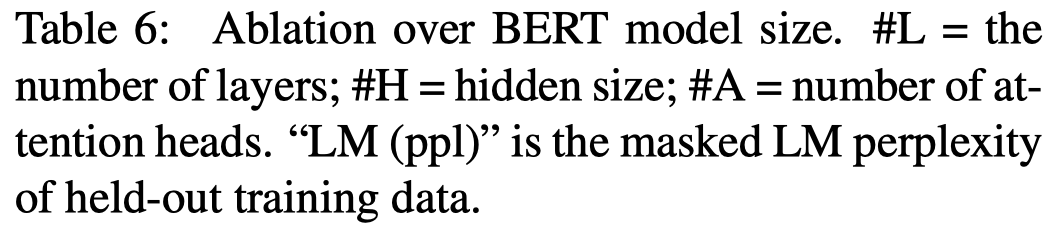 Table 6: Ablation over BERT model size. #L = the
number of layers; #H = hidden size; #A = number of at-
tention heads. “LM (ppl)” is the masked LM perplexity
of held-out training data.